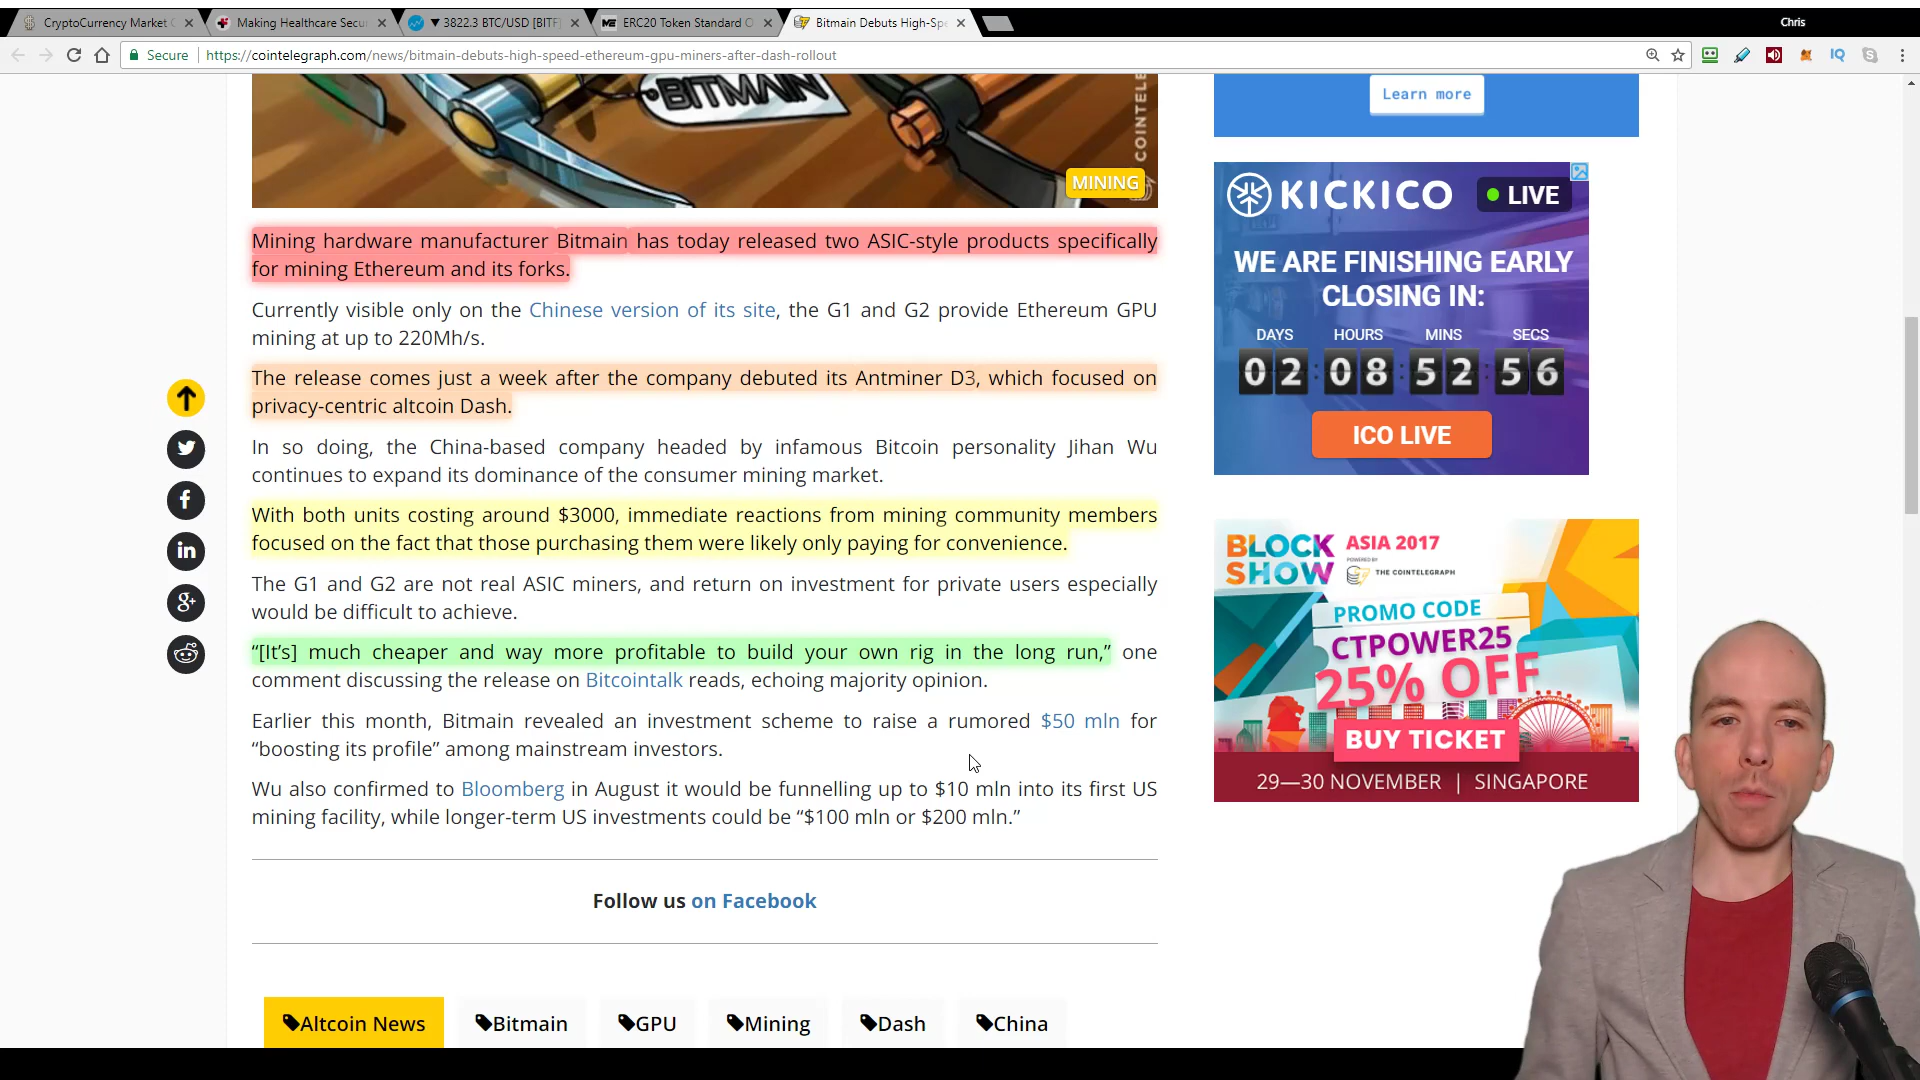 Chris
CryptoCurrency Market C
Making Healthcare Secu
▼ 3822.3 BTC/USD [BITF
ERC20 Token Standard O
Bitmain Debuts High-Spe
Secure
https://cointelegraph.com/news/bitmain-debuts-high-speed-ethereum-gpu-miners-after-dash-rollout
IQ
BITMAIN
COINTELE
MINING
Mining hardware manufacturer Bitmain has today released two ASIC-style products specifically
for mining Ethereum and its forks.
Currently visible only on the Chinese version of its site, the G1 and G2 provide Ethereum GPU
mining at up to 220Mh/s.
The release comes just a week after the company debuted its Antminer D3, which focused on
privacy-centric altcoin Dash.
In so doing, the China-based company headed by infamous Bitcoin personality Jihan Wu
continues to expand its dominance of the consumer mining market.
With both units costing around $3000, immediate reactions from mining community members
focused on the fact that those purchasing them were likely only paying for convenience.
The G1 and G2 are not real ASIC miners, and return on investment for private users especially
would be difficult to achieve.
“[It’s] much cheaper and way more profitable to build your own rig in the long run,” one
comment discussing the release on Bitcointalk reads, echoing majority opinion.
Earlier this month, Bitmain revealed an investment scheme to raise a rumored $50 mln for
“boosting its profile” among mainstream investors.
Wu also confirmed to Bloomberg in August it would be funnelling up to $10 mln into its first US
mining facility, while longer-term US investments could be “$100 mln or $200 mln.”
Follow us on Facebook
Altcoin News
Bitmain
GPU
Mining
Dash
China
Learn more
KICKICO
LIVE
WE ARE FINISHING EARLY
CLOSING IN:
DAYS HOURS MINS SECS
02 : 08 : 52 : 56
ICO LIVE
BLOCK
SHOW
ASIA 2017
POWERED BY
THE COINTELEGRAPH
PROMO CODE
CTPOWER25
25% OFF
BUY TICKET
29—30 NOVEMBER | SINGAPORE